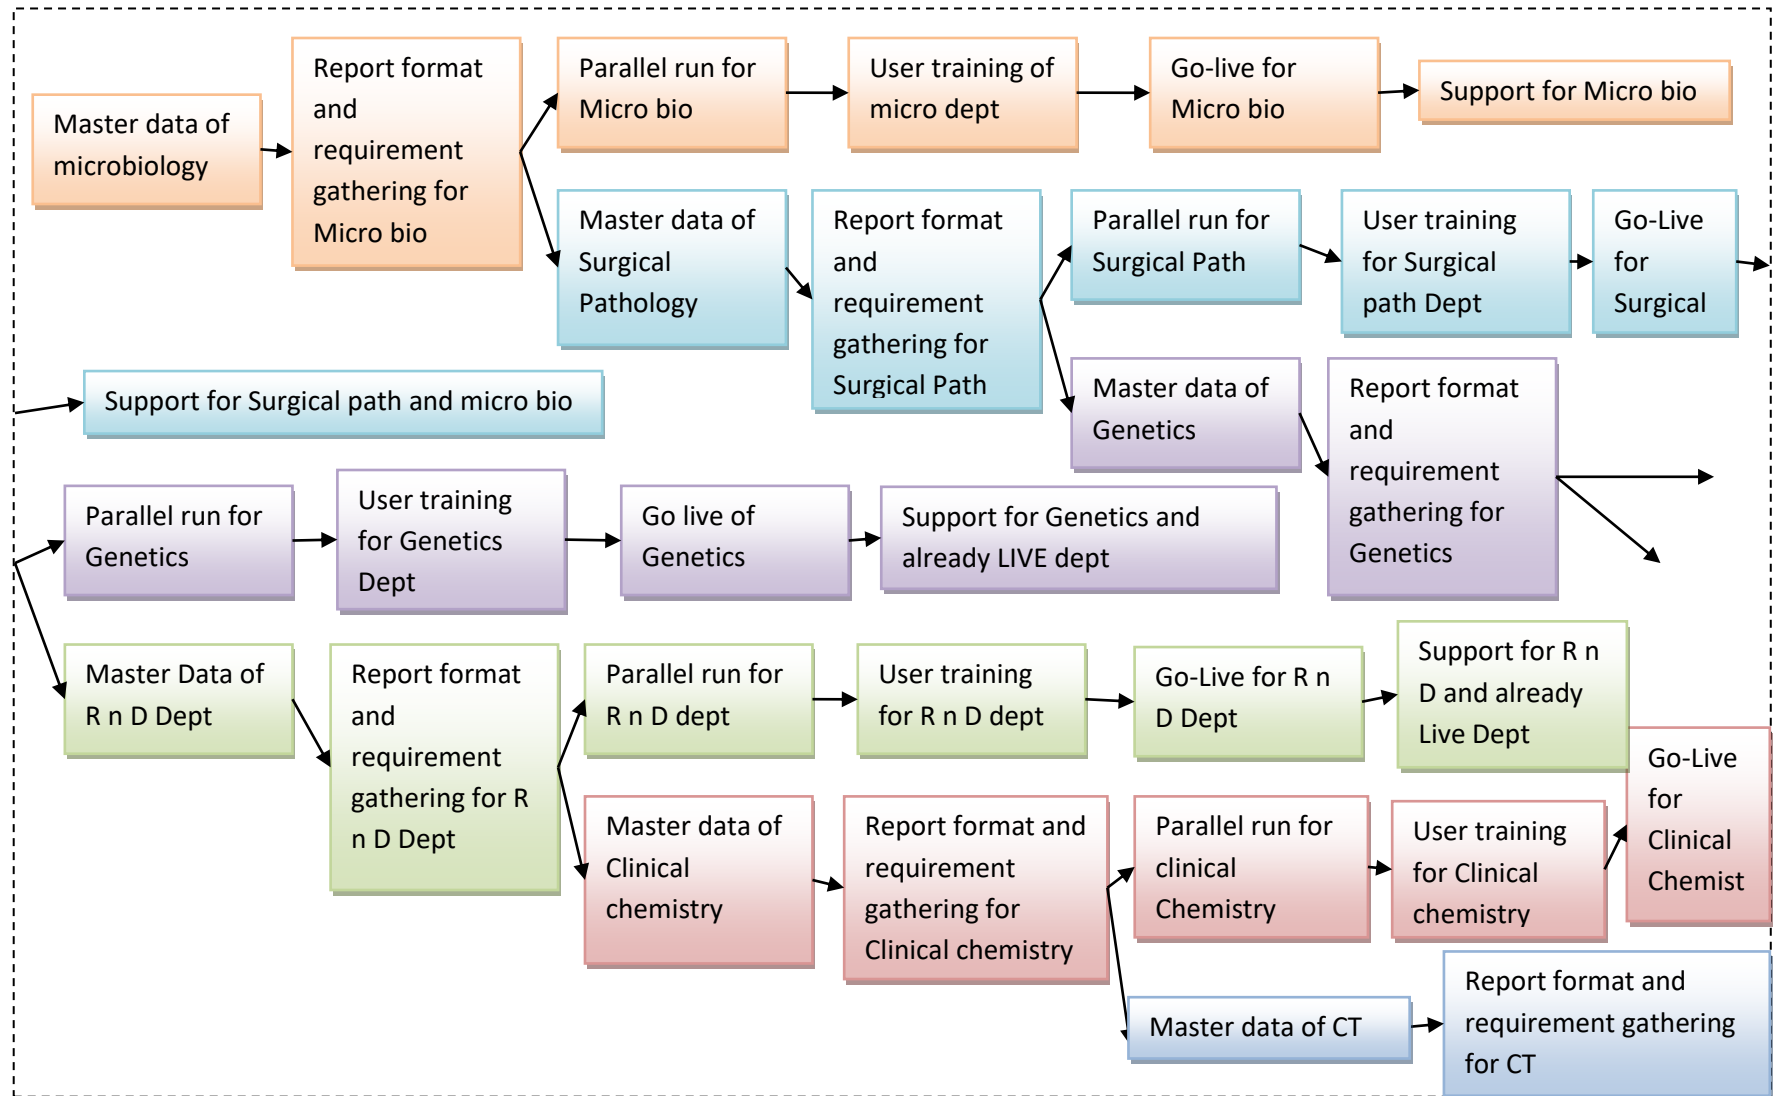 Master data of
microbiology
Report format
and
requirement
gathering for
Micro bio
Parallel run for
Micro bio
User training of
micro dept
Go-live for
Micro bio
Support for Micro bio
Master data of
Surgical
Pathology
Report format
and
requirement
gathering for
Surgical Path
Parallel run for
Surgical Path
User training
for Surgical
path Dept
Go-Live
for
Surgical
Support for Surgical path and micro bio
Master data of
Genetics
Report format
and
requirement
gathering for
Genetics
Parallel run for
Genetics
User training
for Genetics
Dept
Go live of
Genetics
Support for Genetics and
already LIVE dept
Master Data of
R n D Dept
Report format
and
requirement
gathering for R
n D Dept
Parallel run for
R n D dept
User training
for R n D dept
Go-Live for R n
D Dept
Support for R n
D and already
Live Dept
Master data of
Clinical
chemistry
Report format and
requirement
gathering for
Clinical chemistry
Parallel run for
clinical
Chemistry
User training
for Clinical
chemistry
Go-Live
for
Clinical
Chemist
Master data of CT
Report format and
requirement gathering
for CT